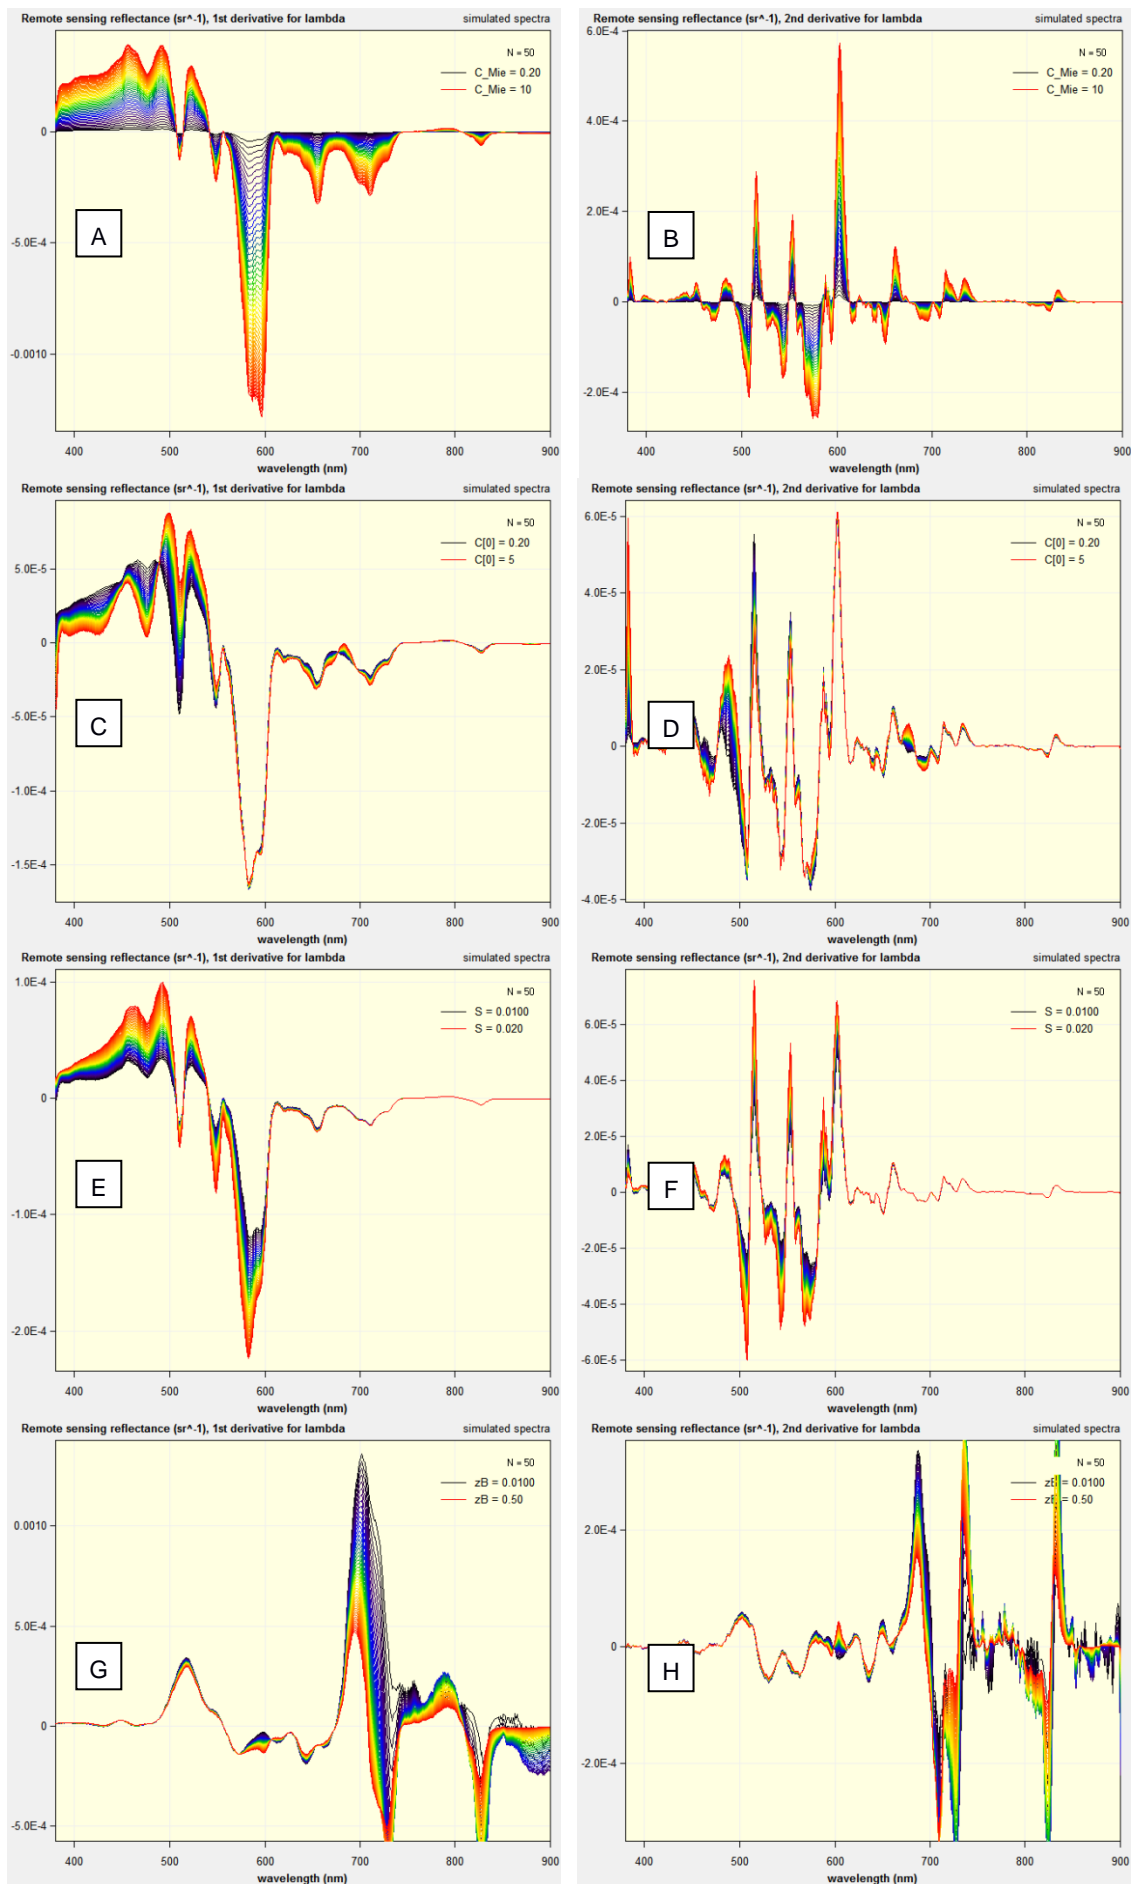 Remote sensing reflectance (sr^-1), 1st derivative for lambda simulated spectra
N = 50
C_Mie = 0.20
C_Mie = 10
0
-5.0E-4
-0.0010
A
400 500 600 700 800 900
wavelength (nm)
Remote sensing reflectance (sr^-1), 2nd derivative for lambda simulated spectra
6.0E-4
N = 50
C_Mie = 0.20
C_Mie = 10
4.0E-4
2.0E-4
B
0
-2.0E-4
400 500 600 700 800 900
wavelength (nm)
Remote sensing reflectance (sr^-1), 1st derivative for lambda simulated spectra
N = 50
C[0] = 0.20
C[0] = 5
5.0E-5
0
C
-5.0E-5
-1.0E-4
-1.5E-4
400 500 600 700 800 900
wavelength (nm)
Remote sensing reflectance (sr^-1), 2nd derivative for lambda simulated spectra
6.0E-5
N = 50
C[0] = 0.20
C[0] = 5
4.0E-5
2.0E-5
D
0
-2.0E-5
-4.0E-5
400 500 600 700 800 900
wavelength (nm)
Remote sensing reflectance (sr^-1), 1st derivative for lambda simulated spectra
1.0E-4
N = 50
S = 0.0100
S = 0.020
0
E
-1.0E-4
-2.0E-4
400 500 600 700 800 900
wavelength (nm)
Remote sensing reflectance (sr^-1), 2nd derivative for lambda simulated spectra
N = 50
S = 0.0100
S = 0.020
6.0E-5
4.0E-5
2.0E-5
F
0
-2.0E-5
-4.0E-5
-6.0E-5
400 500 600 700 800 900
wavelength (nm)
Remote sensing reflectance (sr^-1), 1st derivative for lambda simulated spectra
N = 50
zB = 0.0100
zB = 0.50
0.0010
5.0E-4
G
0
-5.0E-4
400 500 600 700 800 900
wavelength (nm)
Remote sensing reflectance (sr^-1), 2nd derivative for lambda simulated spectra
N = 50
zB = 0.0100
zB = 0.50
2.0E-4
0
H
-2.0E-4
400 500 600 700 800 900
wavelength (nm)